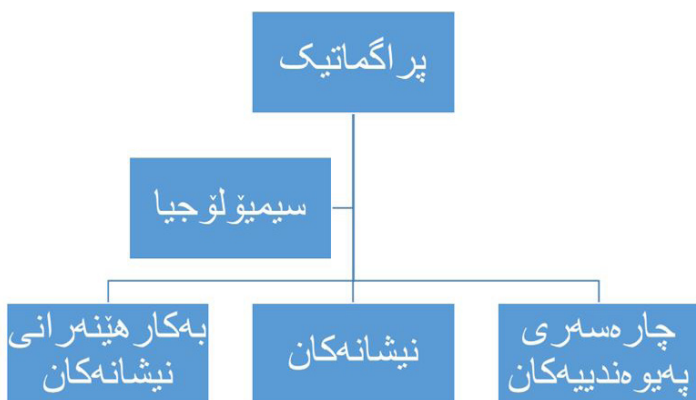 پراگماتیک
سیمیۆلۆجیا
چارەسەری
پەیوەندییەکان
نیشانەکان
بەکارهێنەرانی
نیشانەکان